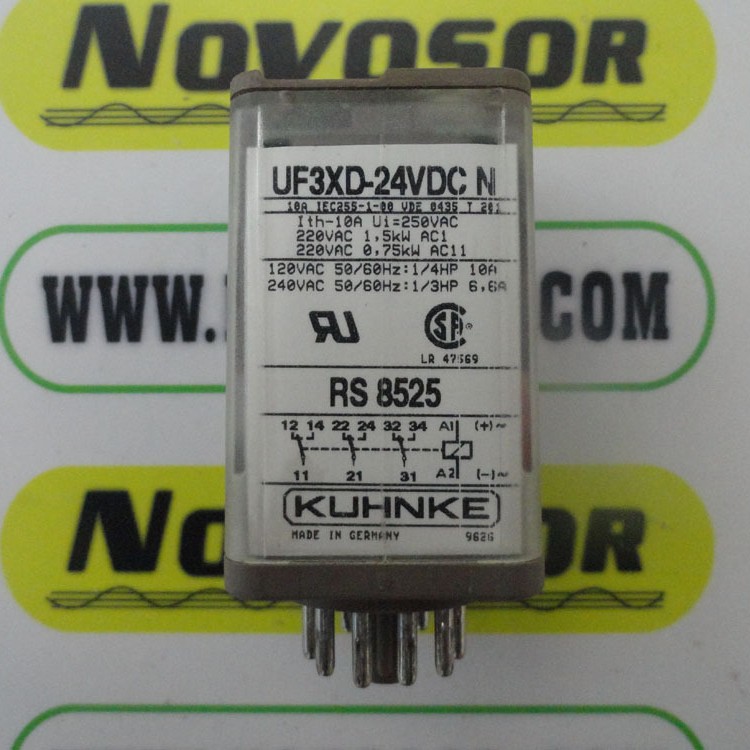 NOVOSOR
UF3XD-24VDC N
10A IEC255-1-00 VDE 0435 T 201
Ith-10A Ui=250VAC
220VAC 1,5kW AC1
220VAC 0,75kW AC11
120VAC 50/60Hz:1/4HP 10A
240VAC 50/60Hz:1/3HP 6,6A
WWW.
.COM
LR 47569
RS 8525
12 14 22 24 32 34 A1 (+)~
11 21 31 A2 (-)~
KUHNKE
MADE IN GERMANY 9626
NOVOSOR